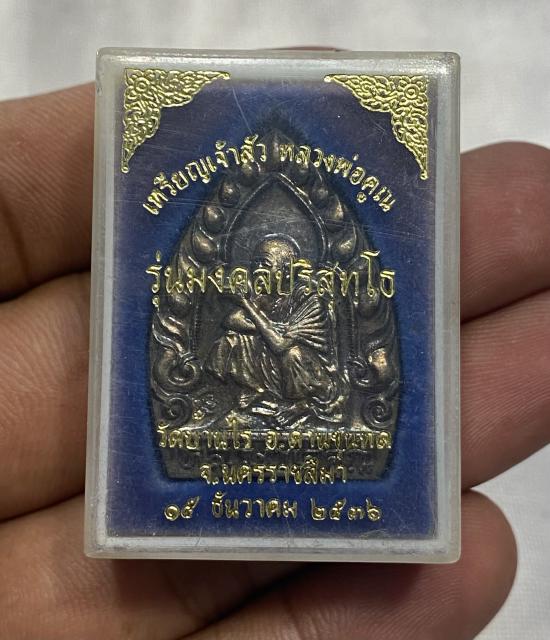 เหรียญเจ้าสัว หลวงพ่อคูณ
รุ่นมงคลปริสุทฺโธ
วัดบ้านไร่ อ.ด่านขุนทด
จ.นครราชสีมา
๑๕ ธันวาคม ๒๕๓๖